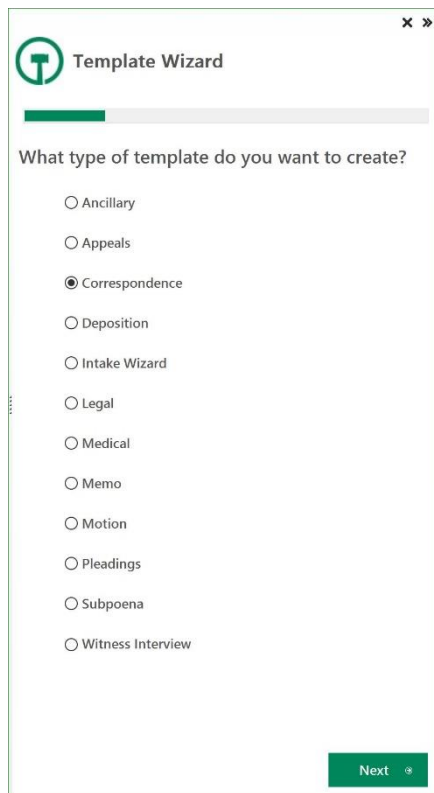 Template Wizard
What type of template do you want to create?
Ancillary
Appeals
Correspondence
Deposition
Intake Wizard
Legal
Medical
Memo
Motion
Pleadings
Subpoena
Witness Interview
Next